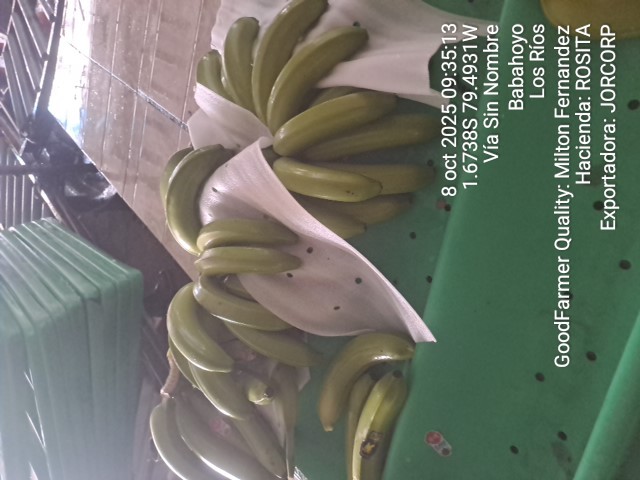 8 oct 2025 09:35:13
1.6738S 79.4931W
Vía Sin Nombre
Babahoyo
Los Ríos
GoodFarmer Quality: Milton Fernandez
Hacienda: ROSITA
Exportadora: JORCORP